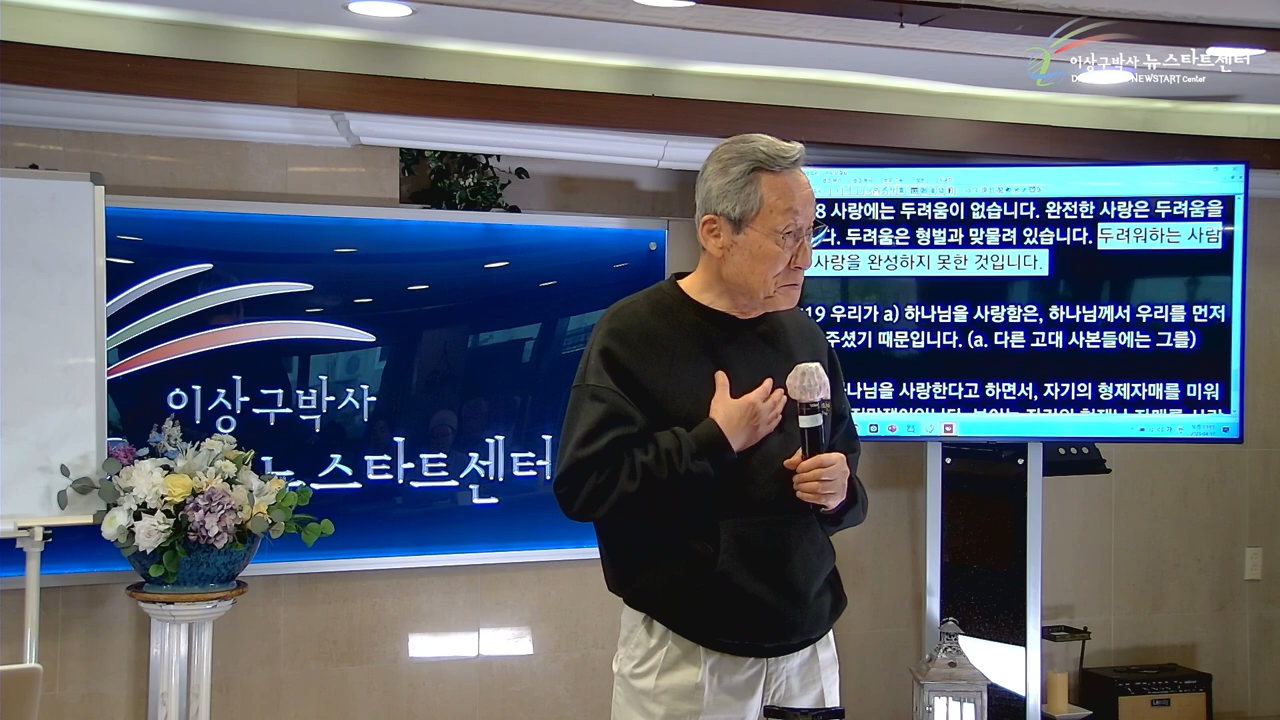 이상구박사 뉴스타트센터
NEWSTART Center
8 사랑에는 두려움이 없습니다. 완전한 사랑은 두려움을
다. 두려움은 형벌과 맞물려 있습니다. 두려워하는 사람
사랑을 완성하지 못한 것입니다.
19 우리가 a) 하나님을 사랑함은, 하나님께서 우리를 먼저
주셨기 때문입니다. (a. 다른 고대 사본들에는 그를)
하나님을 사랑한다고 하면서, 자기의 형제자매를 미워
이상구박사
뉴스타트센터